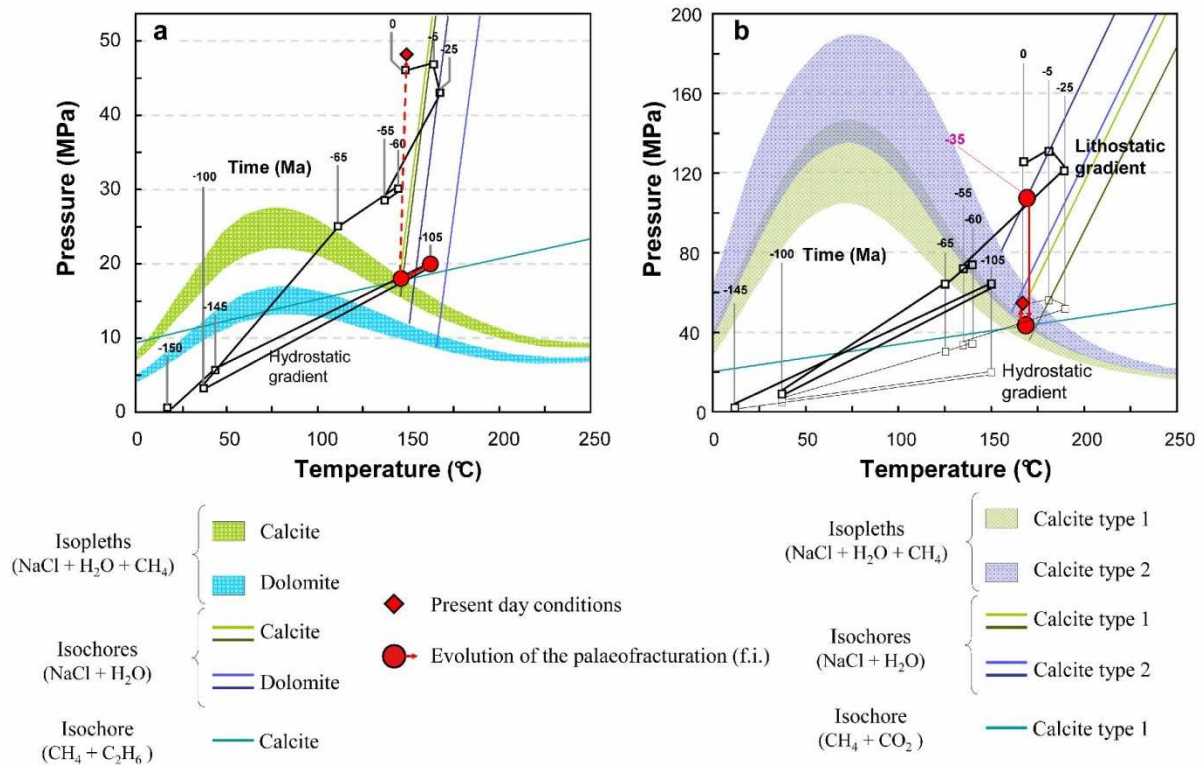 a
Pressure (MPa)
50
40
30
20
10
0
0
-5
-25
-55
-60
-65
Time (Ma)
-100
-105
-145
-150
Hydrostatic
gradient
0
50
100
150
200
250
Temperature (℃)
b
Pressure (MPa)
200
160
120
80
40
0
0
-5
-25
-35
Lithostatic
gradient
-55
-60
-65
-105
Time (Ma)
-100
-145
Hydrostatic
gradient
0
50
100
150
200
250
Temperature (℃)
Isopleths
(NaCl + H₂O + CH₄)
Calcite
Dolomite
Isochores
(NaCl + H₂O)
Calcite
Dolomite
Isochore
(CH₄ + C₂H₆)
Calcite
Present day conditions
Evolution of the palaeofracturation (f.i.)
Isopleths
(NaCl + H₂O + CH₄)
Calcite type 1
Calcite type 2
Isochores
(NaCl + H₂O)
Calcite type 1
Calcite type 2
Isochore
(CH₄ + CO₂)
Calcite type 1